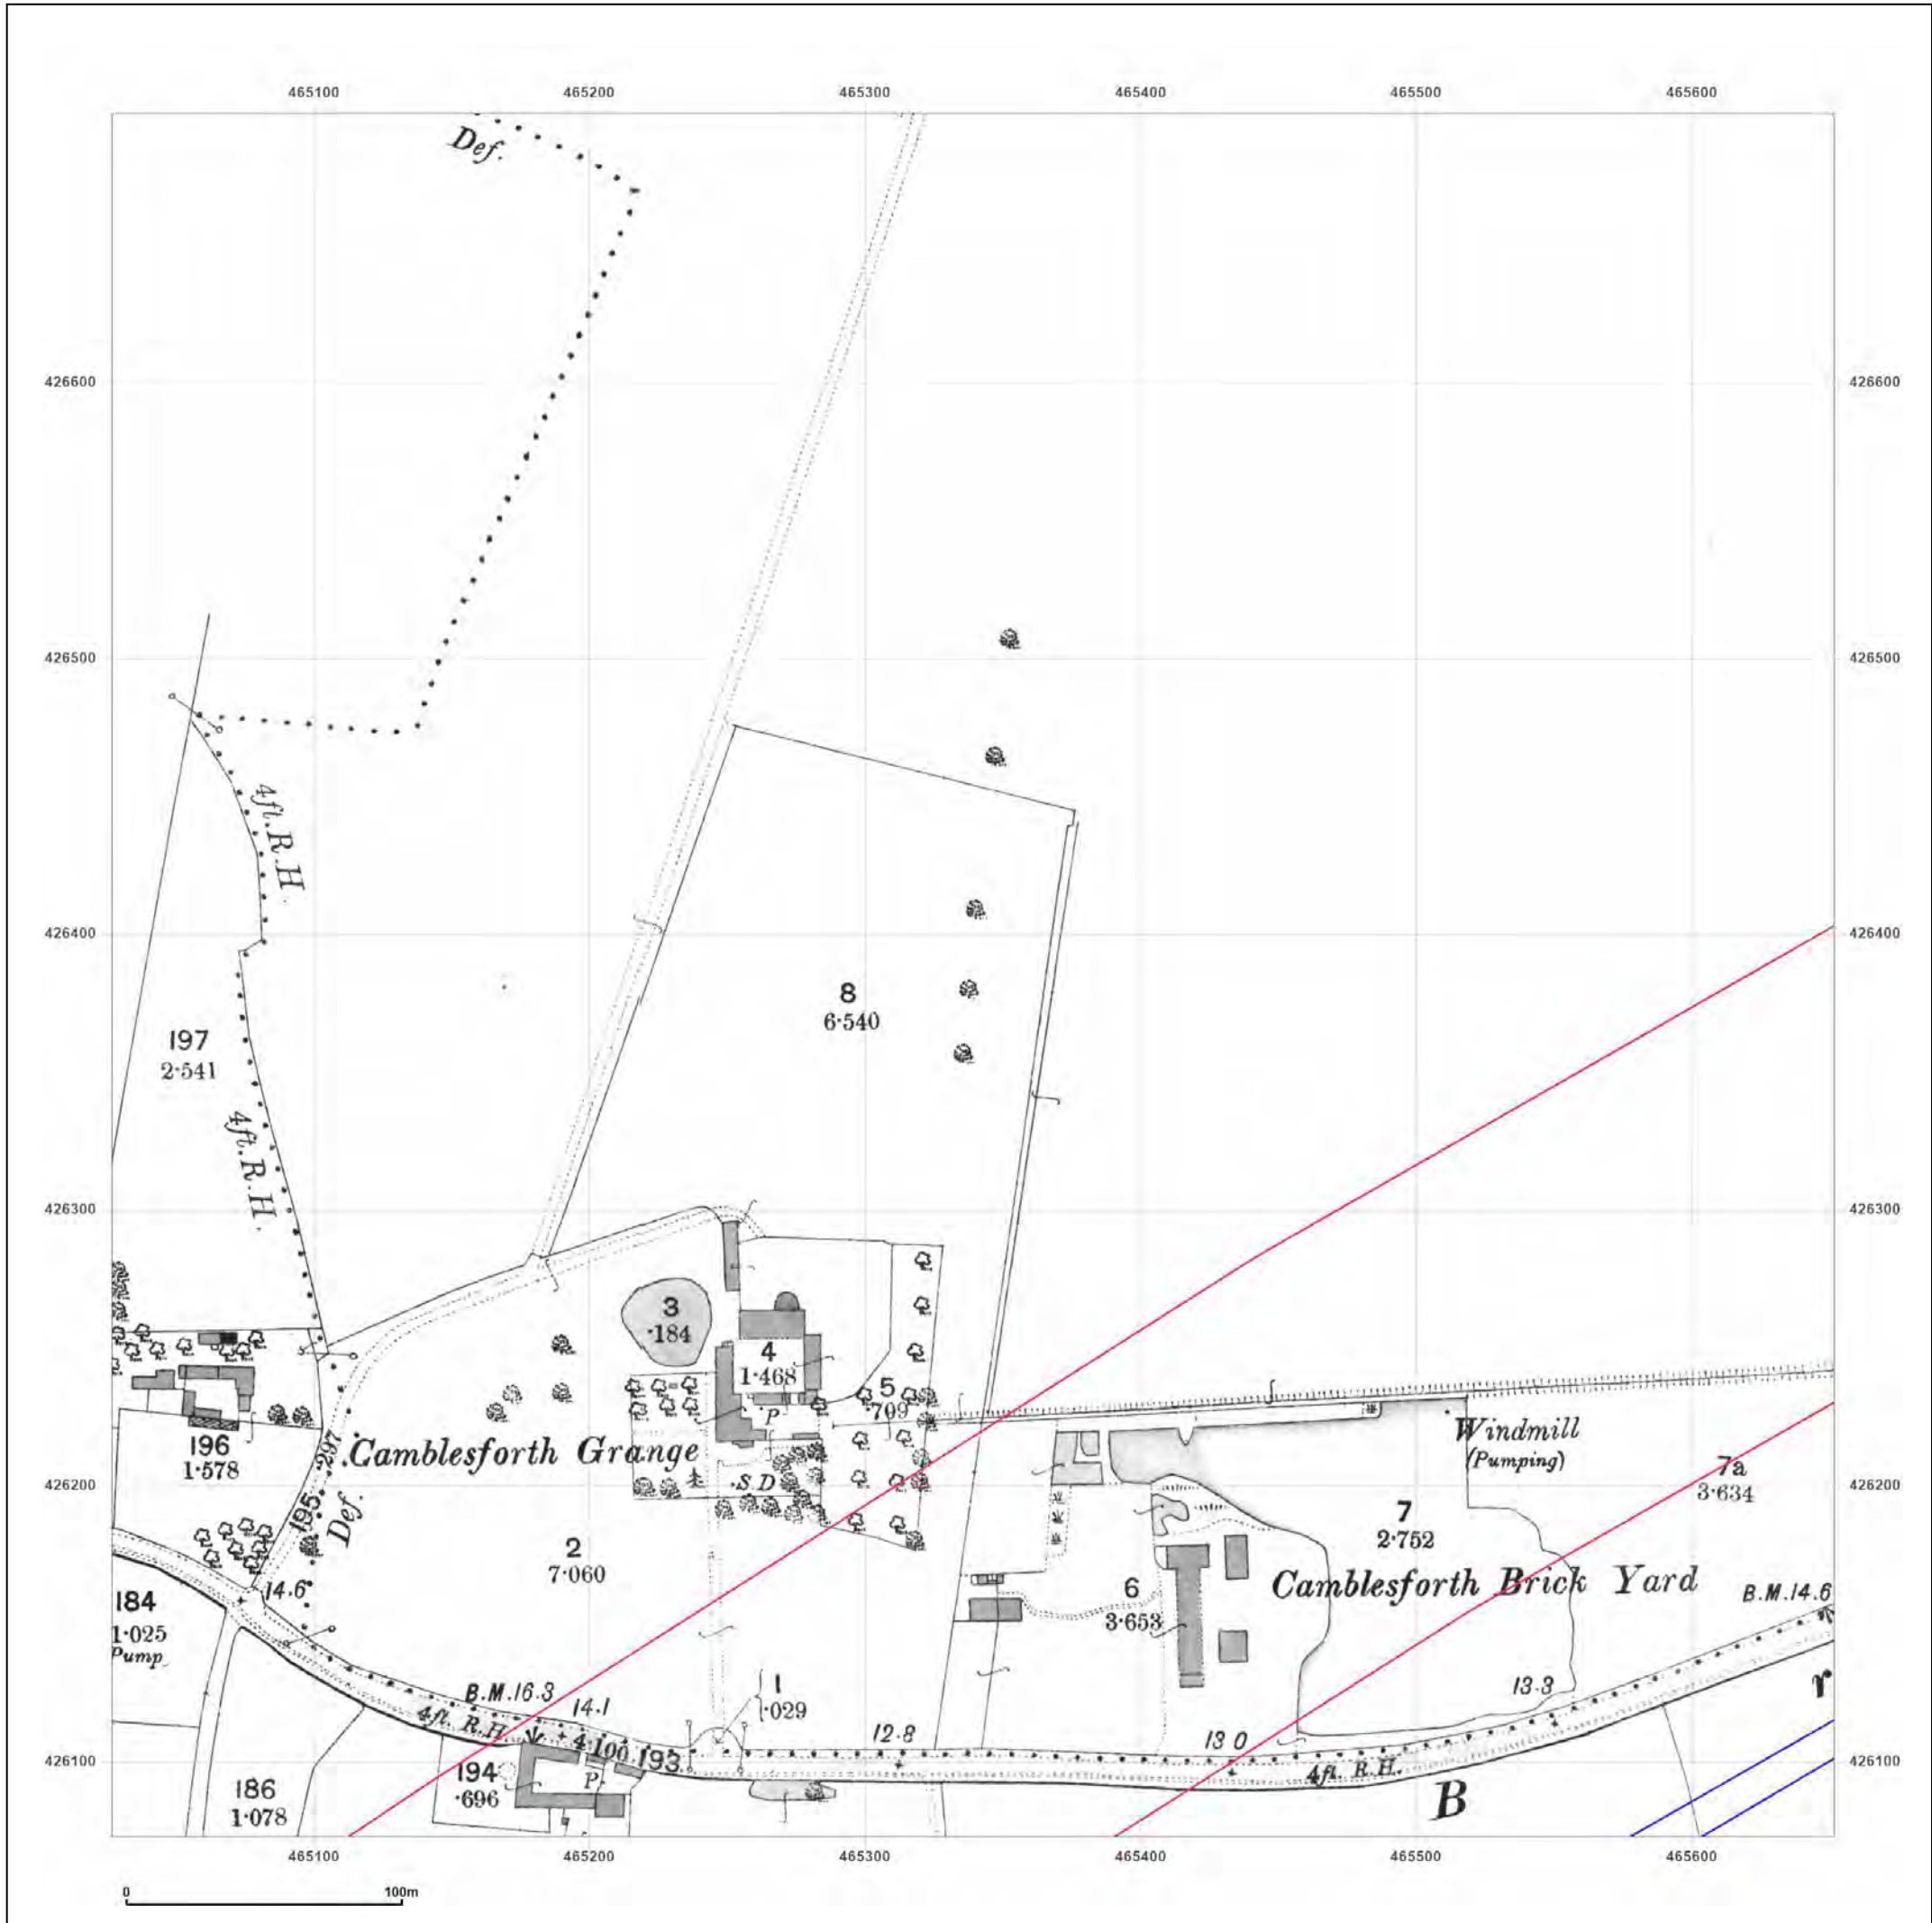 465100 465200 465300 465400 465500 465600
Def.
426600 426600
426500 426500
4ft. R.H.
426400 426400
8
6·540
197
2·541
4ft. R.H.
426300 426300
3
·184
4
1·468
5
·709
P
196
1·578
·297
195
Def.
Camblesforth Grange
S.D
Windmill
(Pumping)
7a
3·634
426200 426200
7
2·752
2
7·060
Camblesforth Brick Yard
6
3·653
B.M.14.6
14.6
184
1·025
Pump
B.M.16.3
14.1
1
·029
13.3
r
4ft. R.H.
4·100
193
12.8
13.0
4ft. R.H.
426100 426100
194
·696
P.
186
1·078
B
465100 465200 465300 465400 465500 465600
0 100m